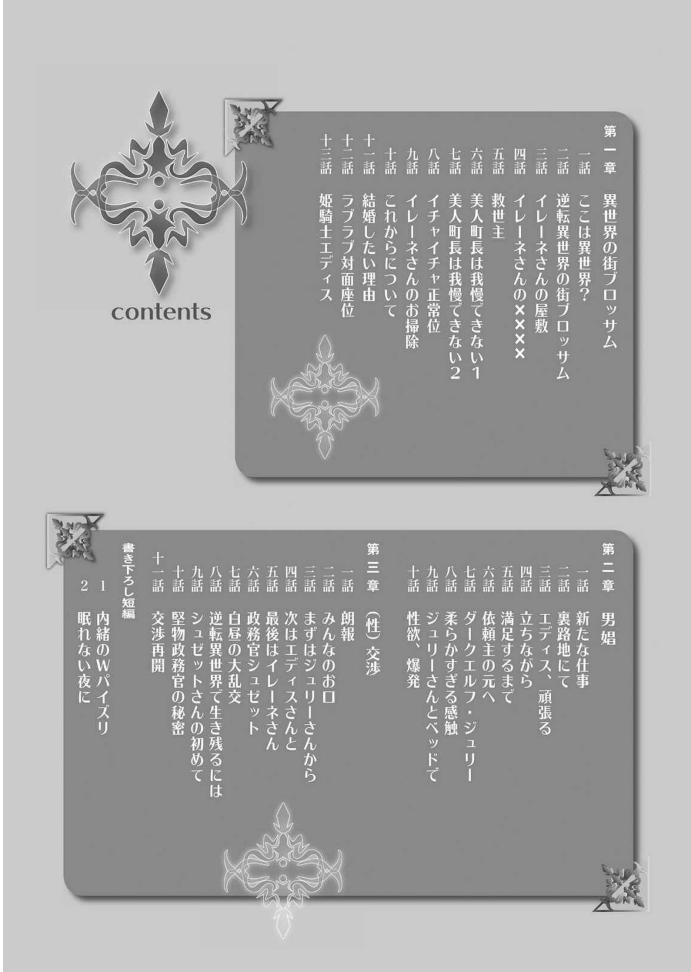 contents
第一章　異世界の街ブロッサム
一話　ここは異世界？
二話　逆転異世界の街ブロッサム
三話　イレーネさんの屋敷
四話　イレーネさんの××××
五話　救世主
六話　美人町長は我慢できない1
七話　美人町長は我慢できない2
八話　イチャイチャ正常位
九話　イレーネさんのお掃除
十話　これからについて
十一話　結婚したい理由
十二話　ラブラブ対面座位
十三話　姫騎士エディス
第二章　男娼
一話　新たな仕事
二話　裏路地にて
三話　エディス、頑張る
四話　立ちながら
五話　満足するまで
六話　依頼主の元へ
七話　ダークエルフ・ジュリー
八話　柔らかすぎる感触
九話　ジュリーさんとベッドで
十話　性欲、爆発
第三章　（性）交渉
一話　朗報
二話　みんなのお口
三話　まずはジュリーさんから
四話　次はエディスさんと
五話　最後はイレーネさん
六話　政務官シュゼット
七話　白昼の大乱交
八話　逆転異世界で生き残るには
九話　シュゼットさんの初めて
十話　堅物政務官の秘密
十一話　交渉再開
書き下ろし短編
1　内緒のWパイズリ
2　眠れない夜に